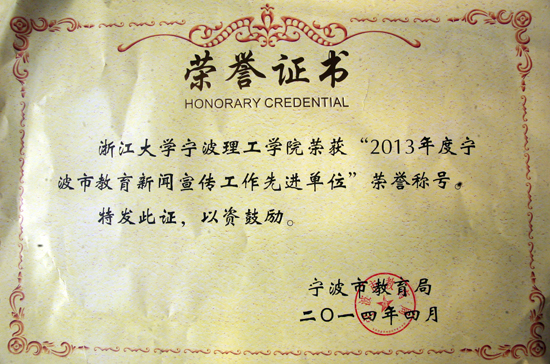 荣誉证书
HONORARY CREDENTIAL
浙江大学宁波理工学院荣获“2013年度宁
波市教育新闻宣传工作先进单位”荣誉称号。
特发此证，以资鼓励。
宁波市教育局
二〇一四年四月